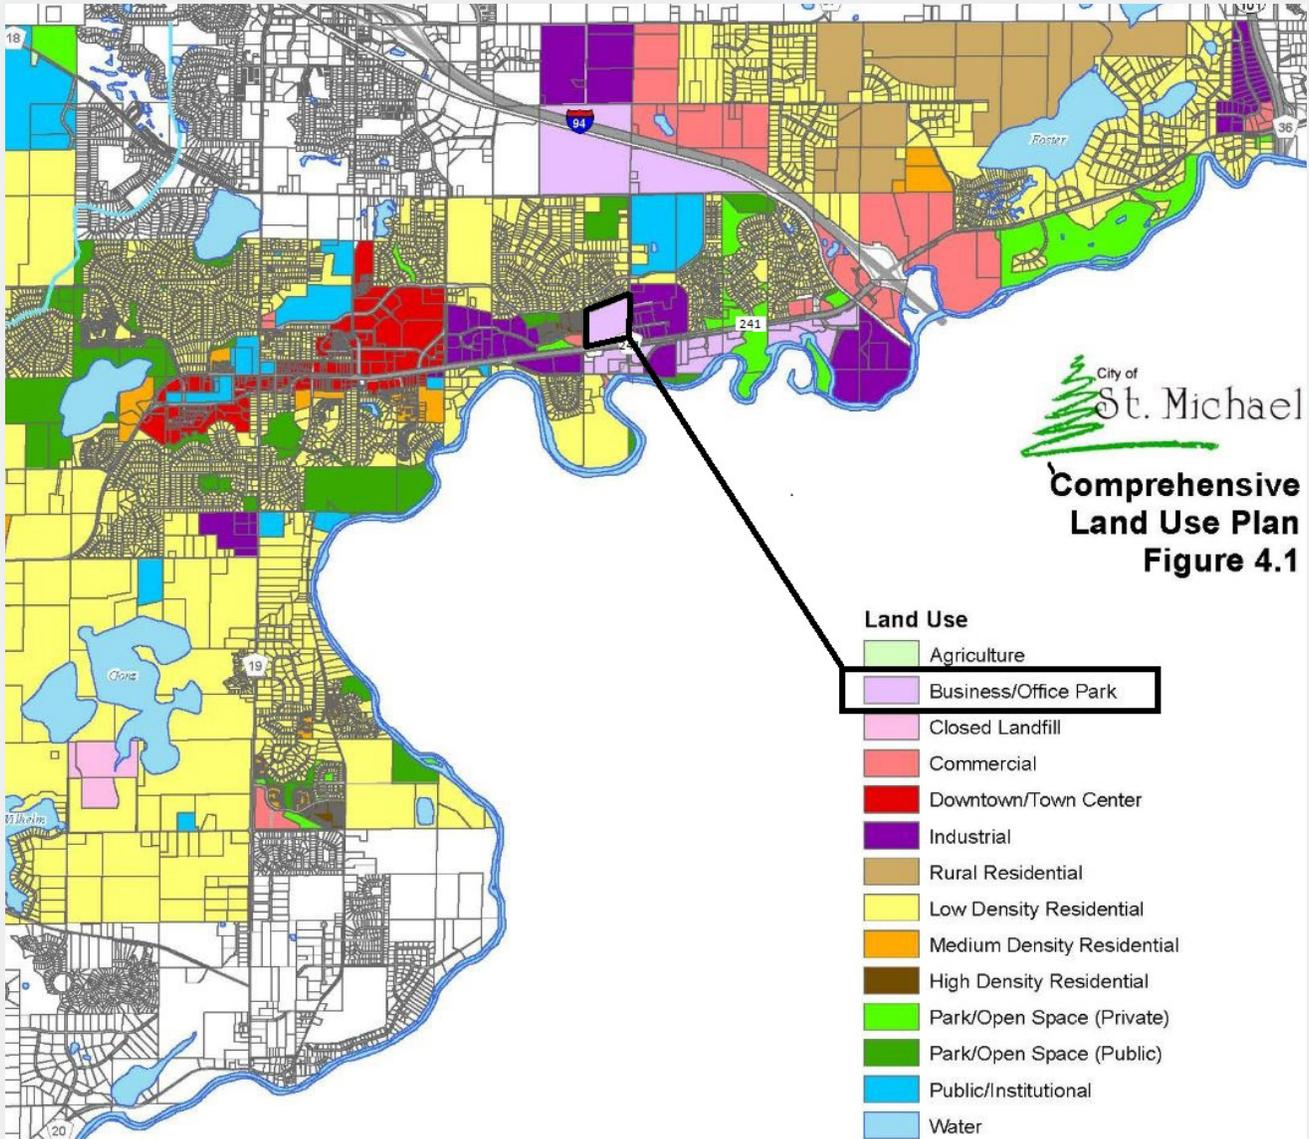 18
101
94
36
Foster
241
City of
St. Michael
Comprehensive
Land Use Plan
Figure 4.1
Land Use
Agriculture
Business/Office Park
Closed Landfill
Commercial
Downtown/Town Center
Industrial
Rural Residential
Low Density Residential
Medium Density Residential
High Density Residential
Park/Open Space (Private)
Park/Open Space (Public)
Public/Institutional
Water
19
20